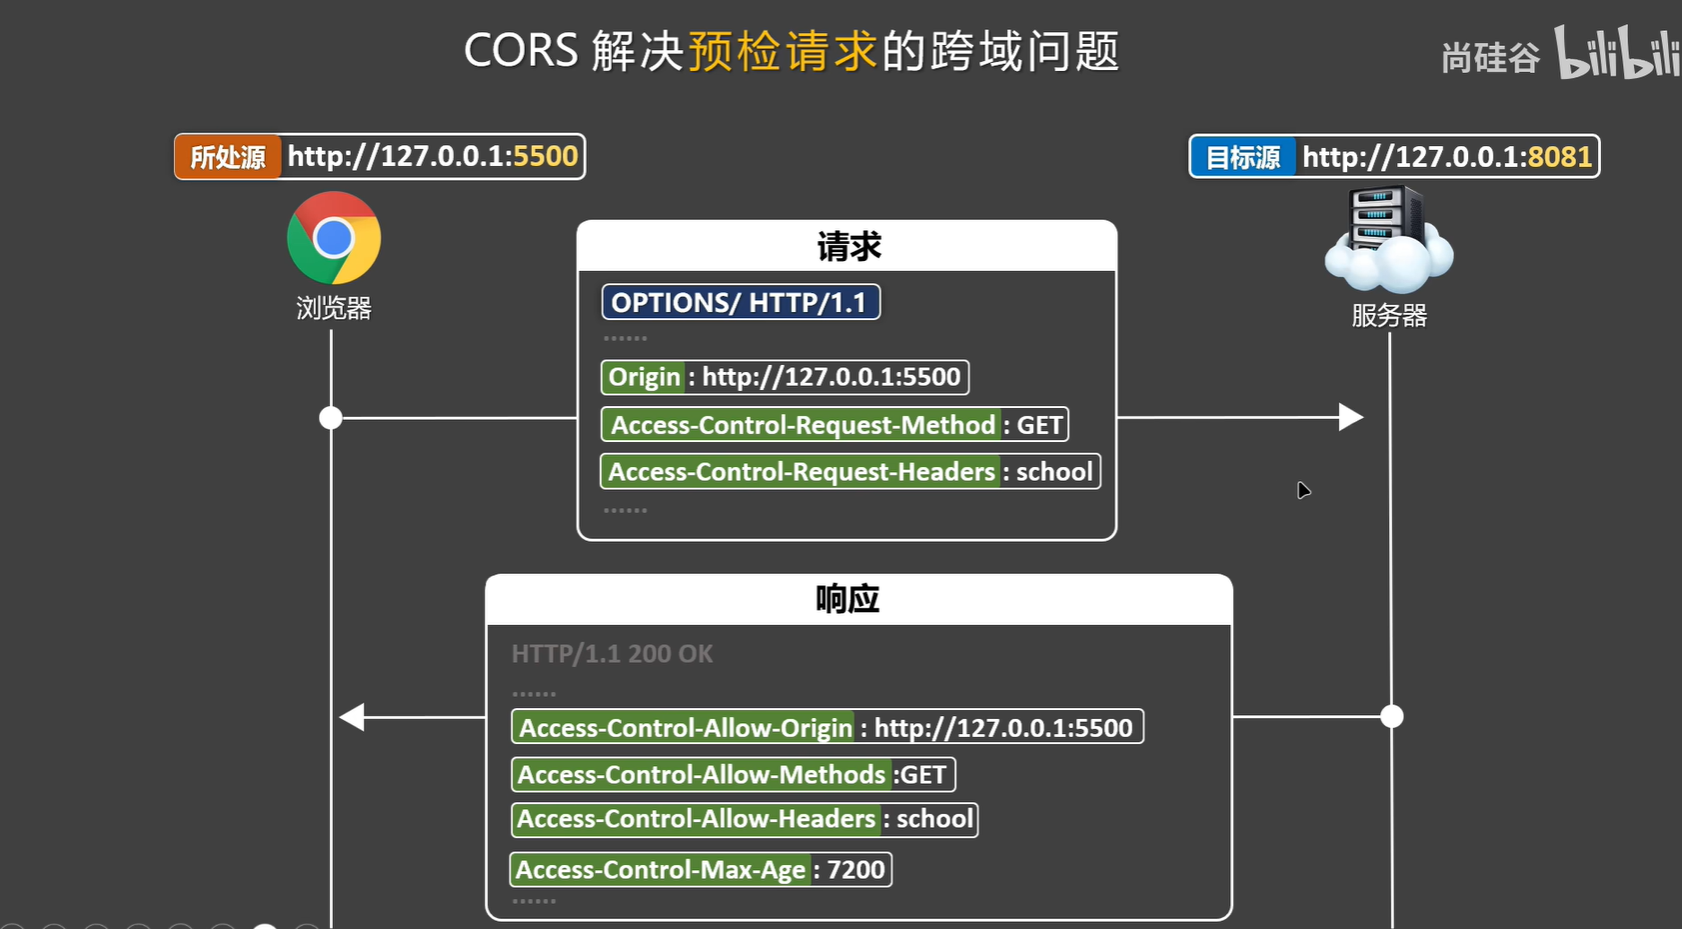 CORS 解决预检请求的跨域问题
尚硅谷 bilibili
所处源 http://127.0.0.1:5500
目标源 http://127.0.0.1:8081
浏览器
服务器
请求
OPTIONS/ HTTP/1.1
......
Origin : http://127.0.0.1:5500
Access-Control-Request-Method : GET
Access-Control-Request-Headers : school
......
响应
HTTP/1.1 200 OK
......
Access-Control-Allow-Origin : http://127.0.0.1:5500
Access-Control-Allow-Methods :GET
Access-Control-Allow-Headers : school
Access-Control-Max-Age : 7200
......